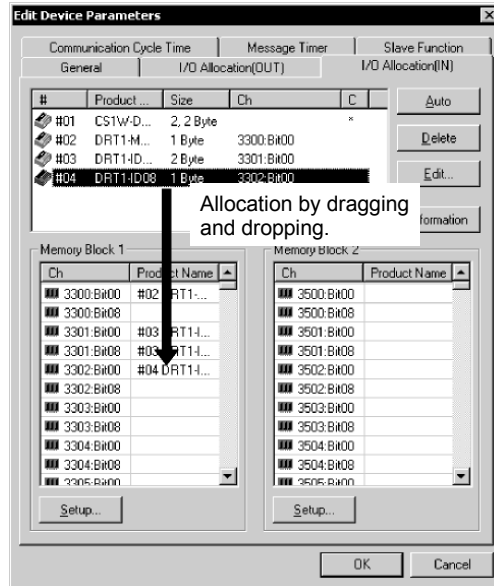 Edit Device Parameters
Communication Cycle Time Message Timer Slave Function
General I/O Allocation(OUT) I/O Allocation(IN)
# Product ... Size Ch C
Auto
#01 CS1W-D... 2, 2 Byte *
#02 DRT1-M... 1 Byte 3300:Bit00
Delete
#03 DRT1-ID... 2 Byte 3301:Bit00
#04 DRT1-ID08 1 Byte 3302:Bit00
Edit...
Allocation by dragging
and dropping.
formation
Memory Block 1 Memory Block 2
Ch Product Name Ch Product Name
3300:Bit00 #02 DRT1-... 3500:Bit00
3300:Bit08 3500:Bit08
3301:Bit00 #03 DRT1-I... 3501:Bit00
3301:Bit08 #03 DRT1-I... 3501:Bit08
3302:Bit00 #04 DRT1-I... 3502:Bit00
3302:Bit08 3502:Bit08
3303:Bit00 3503:Bit00
3303:Bit08 3503:Bit08
3304:Bit00 3504:Bit00
3304:Bit08 3504:Bit08
3305:Bit00 3505:Bit00
Setup... Setup...
OK Cancel